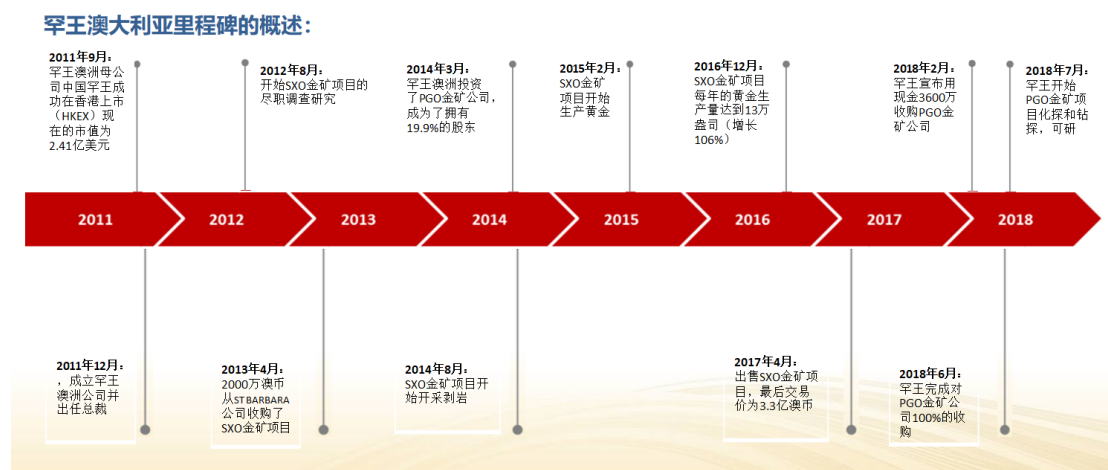 罕王澳大利亚里程碑的概述：
2011年9月：
罕王澳洲母公
司中国罕王成
功在香港上市
（HKEX）现
在的市值为
2.41亿美元
2012年8月：
开始SXO金矿项目的
尽职调查研究
2014年3月：
罕王澳洲投资
了PGO金矿公司，
成为了拥有
19.9%的股东
2015年2月：
SXO金矿
项目开始
生产黄金
2016年12月：
SXO金矿项目
每年的黄金生
产量达到13万
盎司（增长
106%）
2018年2月：
罕王宣布用
现金3600万
收购PGO金
矿公司
2018年7月：
罕王开始
PGO金矿项
目化探和钻
探，可研
2011
2012
2013
2014
2015
2016
2017
2018
2011年12月：
，成立罕王
澳洲公司并
出任总裁
2013年4月：
2000万澳币
从STBARBARA
公司收购了
SXO金矿项目
2014年8月：
SXO金矿项目开
始开采剥岩
2017年4月：
出售SXO金矿项
目，最后交易
价为3.3亿澳币
2018年6月：
罕王完成对
PGO金矿公
司100%的收
购